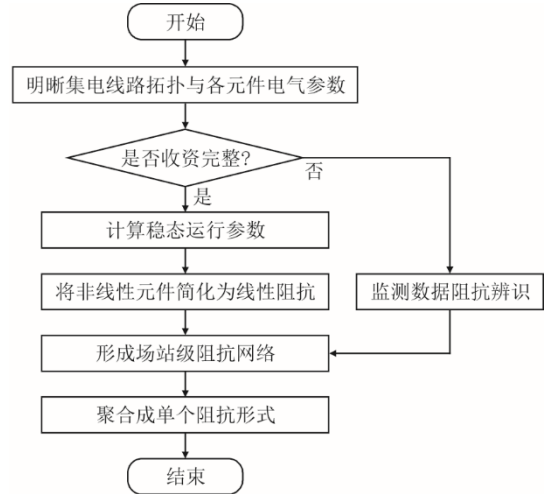 开始
明晰集电线路拓扑与各元件电气参数
是否收资完整?
否
是
计算稳态运行参数
将非线性元件简化为线性阻抗
监测数据阻抗辨识
形成场站级阻抗网络
聚合成单个阻抗形式
结束